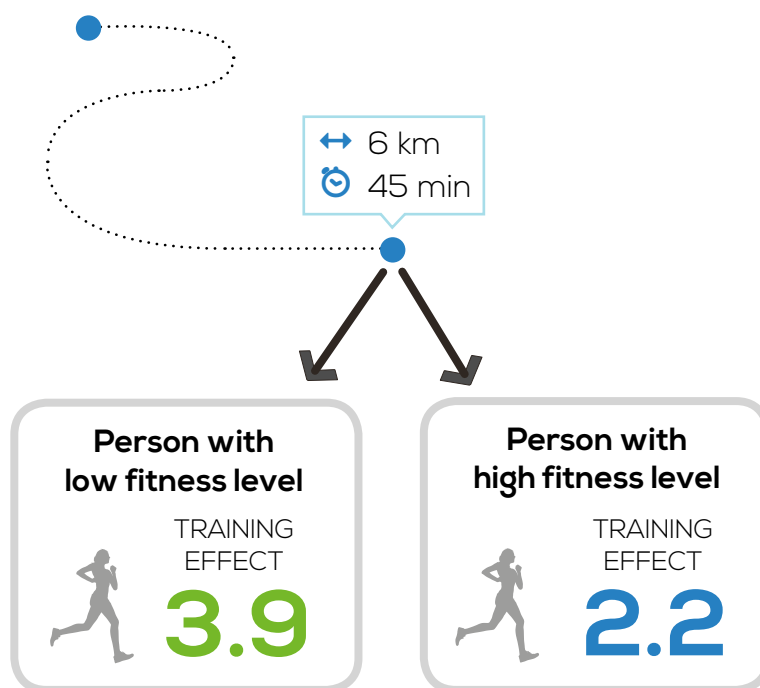 6 km
45 min
Person with
low fitness level
TRAINING
EFFECT
3.9
Person with
high fitness level
TRAINING
EFFECT
2.2